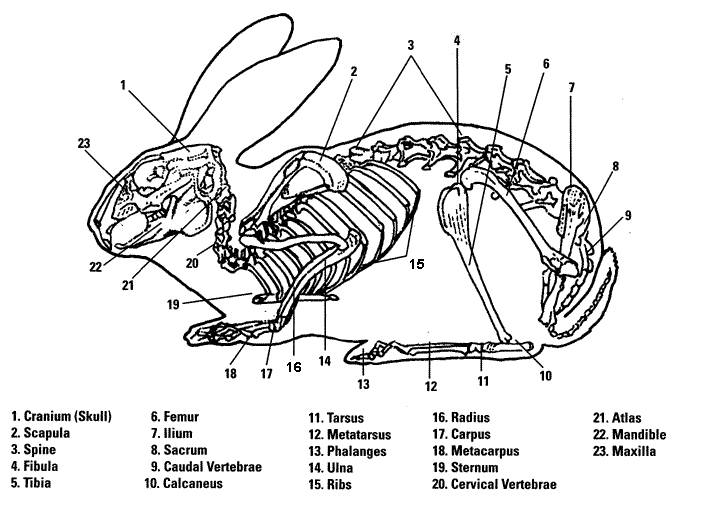 1
2
3
4
5
6
7
8
9
10
11
12
13
14
15
15
16
17
18
19
20
21
22
23
1. Cranium (Skull)
2. Scapula
3. Spine
4. Fibula
5. Tibia
6. Femur
7. Ilium
8. Sacrum
9. Caudal Vertebrae
10. Calcaneus
11. Tarsus
12. Metatarsus
13. Phalanges
14. Ulna
15. Ribs
16. Radius
17. Carpus
18. Metacarpus
19. Sternum
20. Cervical Vertebrae
21. Atlas
22. Mandible
23. Maxilla